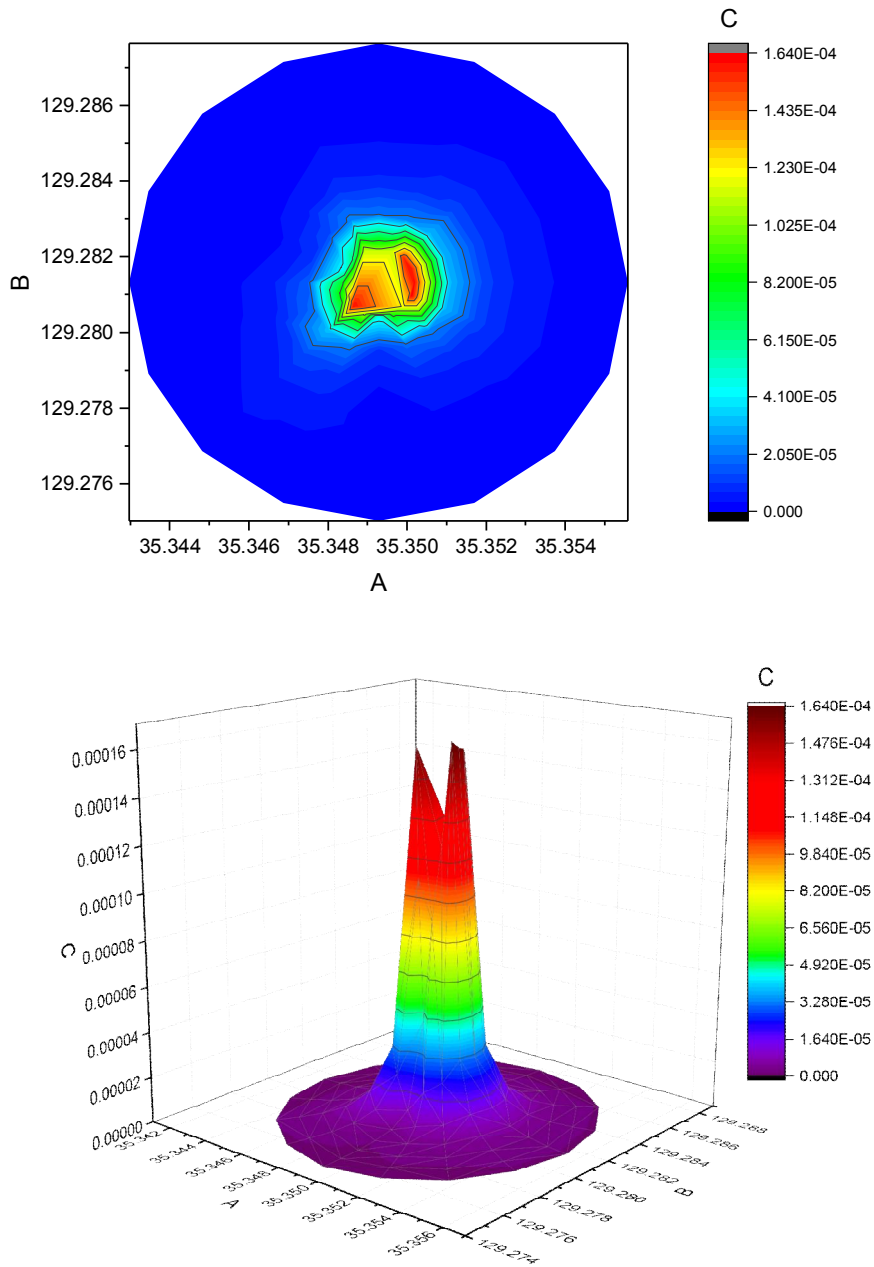 C
1.640E-04
1.435E-04
1.230E-04
1.025E-04
8.200E-05
6.150E-05
4.100E-05
2.050E-05
0.000
129.286
129.284
129.282
129.280
129.278
129.276
B
35.344 35.346 35.348 35.350 35.352 35.354
A
C
1.640E-04
1.476E-04
1.312E-04
1.148E-04
9.840E-05
8.200E-05
6.560E-05
4.920E-05
3.280E-05
1.640E-05
0.000
0.00016
0.00014
0.00012
0.00010
0.00008
0.00006
0.00004
0.00002
0.00000
C
35.342
35.344
35.346
35.348
35.350
35.352
35.354
35.356
A
129.288
129.286
129.284
129.282
129.280
129.278
129.276
129.274
B